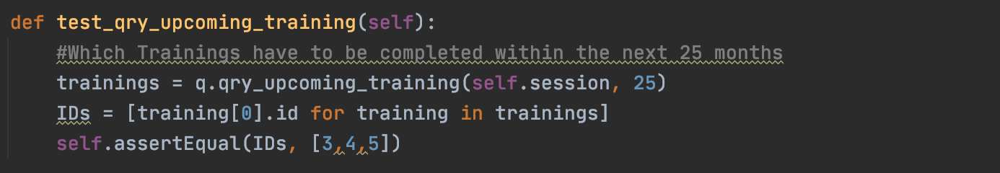 def test_qry_upcoming_training(self):
    #Which Trainings have to be completed within the next 25 months
    trainings = q.qry_upcoming_training(self.session, 25)
    IDs = [training[0].id for training in trainings]
    self.assertEqual(IDs, [3,4,5])